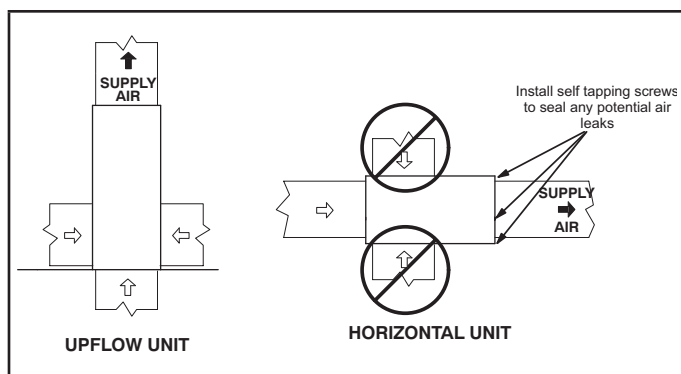 SUPPLY
AIR
UPFLOW UNIT
Install self tapping screws
to seal any potential air
leaks
SUPPLY
AIR
HORIZONTAL UNIT